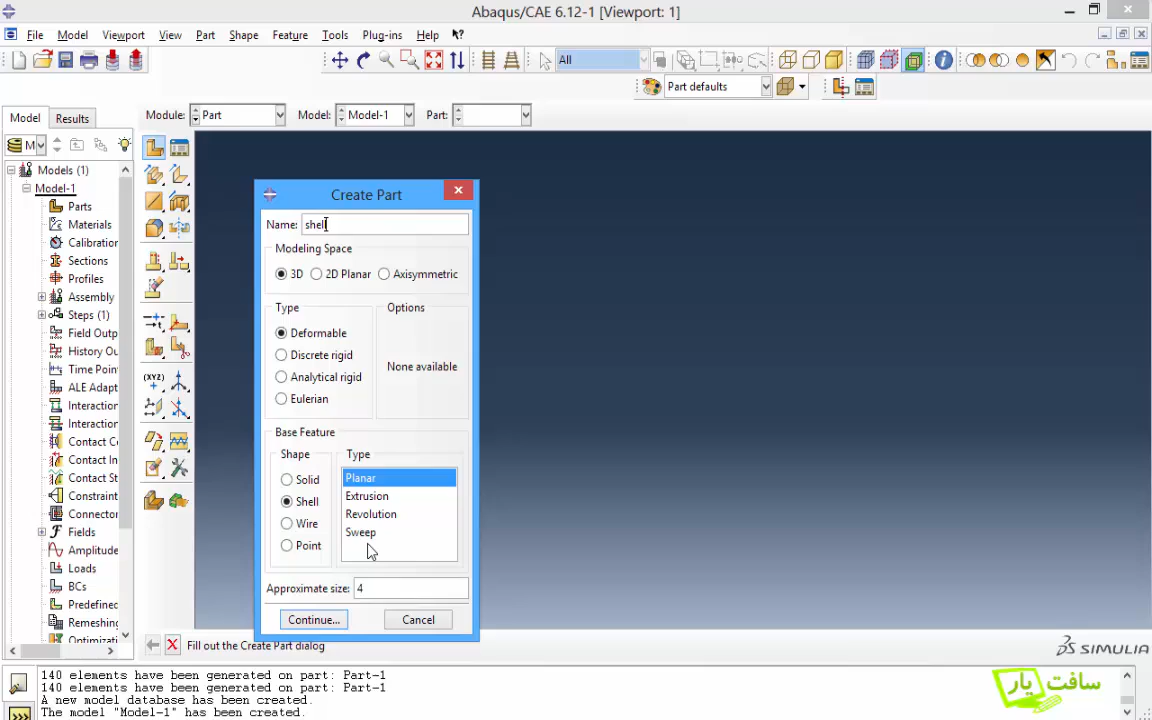 Abaqus/CAE 6.12-1 [Viewport: 1]
File Model Viewport View Part Shape Feature Tools Plug-ins Help
All
Part defaults
Model Results
Module: Part Model: Model-1 Part:
M
Models (1)
Model-1
Parts
Materials
Calibration
Sections
Profiles
Assembly
Steps (1)
Field Outp
History Ou
Time Poin
ALE Adapt
Interaction
Interaction
Contact Co
Contact In
Contact St
Constraint
Connector
Fields
Amplitude
Loads
BCs
Predefined
Remeshing
Optimizati
(XYZ)
Create Part
Name: shell
Modeling Space
3D 2D Planar Axisymmetric
Type
Deformable
Discrete rigid
Analytical rigid
Eulerian
Options
None available
Base Feature
Shape
Solid
Shell
Wire
Point
Type
Planar
Extrusion
Revolution
Sweep
Approximate size: 4
Continue... Cancel
Fill out the Create Part dialog
SIMULIA
140 elements have been generated on part: Part-1
140 elements have been generated on part: Part-1
A new model database has been created.
The model "Model-1" has been created.
>>>
سافت یار